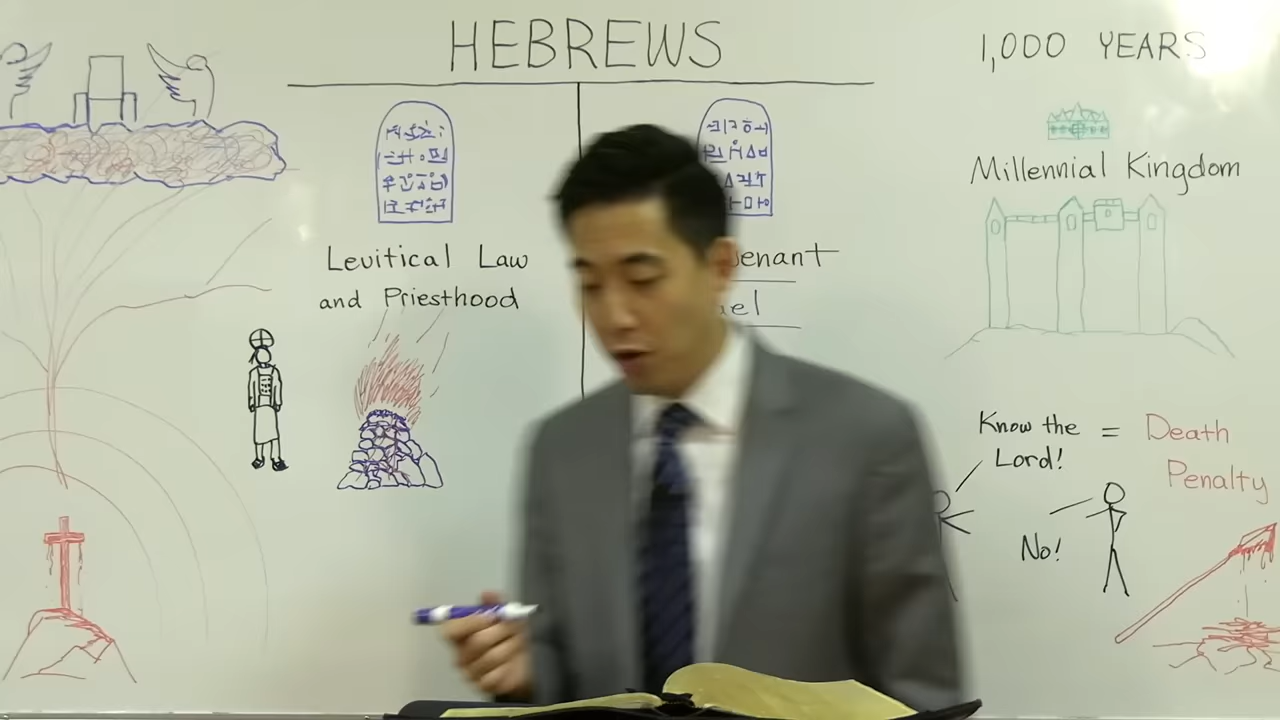 HEBREWS
1,000 YEARS
Millennial Kingdom
Levitical Law
and Priesthood
Know the
Lord!
=
Death
Penalty
No!